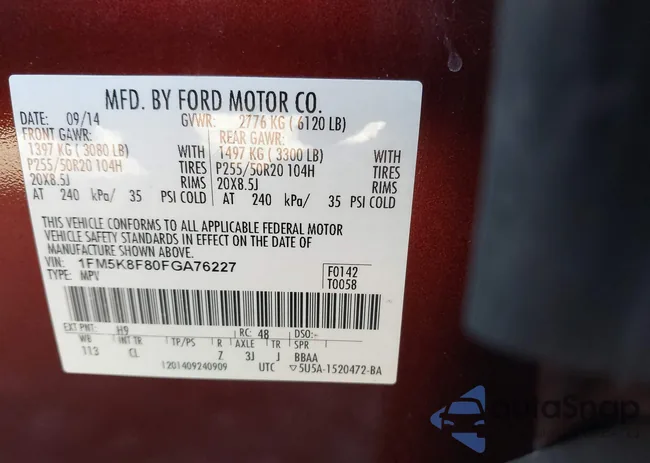 MFD. BY FORD MOTOR CO.
DATE: 09/14 GVWR: 2776 KG ( 6120 LB)
FRONT GAWR: REAR GAWR:
1397 KG ( 3080 LB) WITH 1497 KG ( 3300 LB) WITH
P255/50R20 104H TIRES P255/50R20 104H TIRES
20X8.5J RIMS 20X8.5J RIMS
AT 240 kPa/ 35 PSI COLD AT 240 kPa/ 35 PSI COLD
THIS VEHICLE CONFORMS TO ALL APPLICABLE FEDERAL MOTOR
VEHICLE SAFETY STANDARDS IN EFFECT ON THE DATE OF
MANUFACTURE SHOWN ABOVE.
VIN: 1FM5K8F80FGA76227 F0142
TYPE: MPV T0058
EXT PNT: H9 RC: 48 DSO:-
WB INT TR TP/PS R AXLE TR SPR
113 CL Z 3J J BBAA
1201409240909 UTC ▽5U5A-1520472-BA
autoSnap